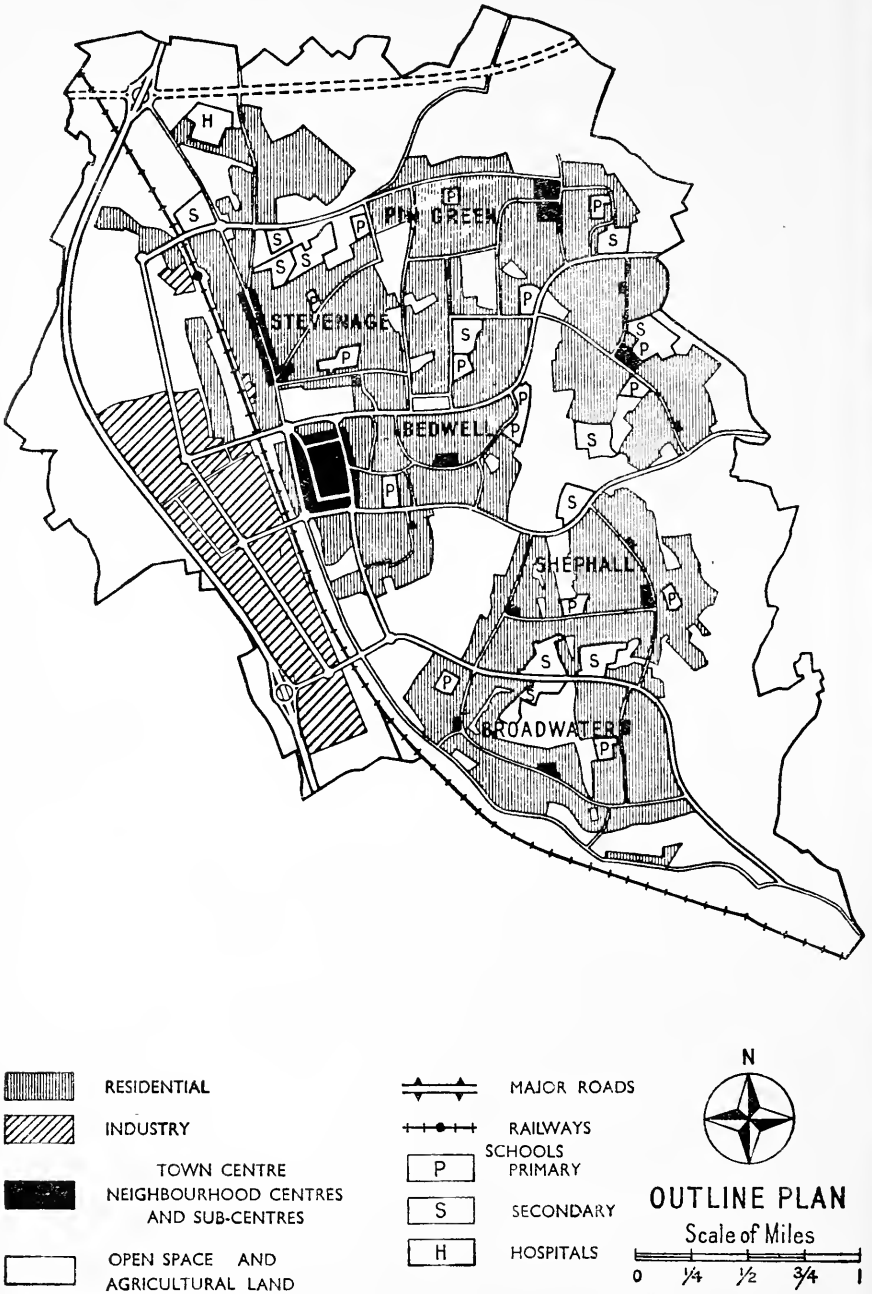 H
S
PIN GREEN
P
P
P
S
S
S
S
P
STEVENAGE
P
P
S
P
S
P
P
BEDWELL
P
S
P
S
SHEPHALL
P
P
S
S
P
BROADWATER
P
RESIDENTIAL
INDUSTRY
TOWN CENTRE
NEIGHBOURHOOD CENTRES
AND SUB-CENTRES
OPEN SPACE AND
AGRICULTURAL LAND
MAJOR ROADS
RAILWAYS
SCHOOLS
P PRIMARY
S SECONDARY
H HOSPITALS
N
OUTLINE PLAN
Scale of Miles
0 ¼ ½ ¾ 1